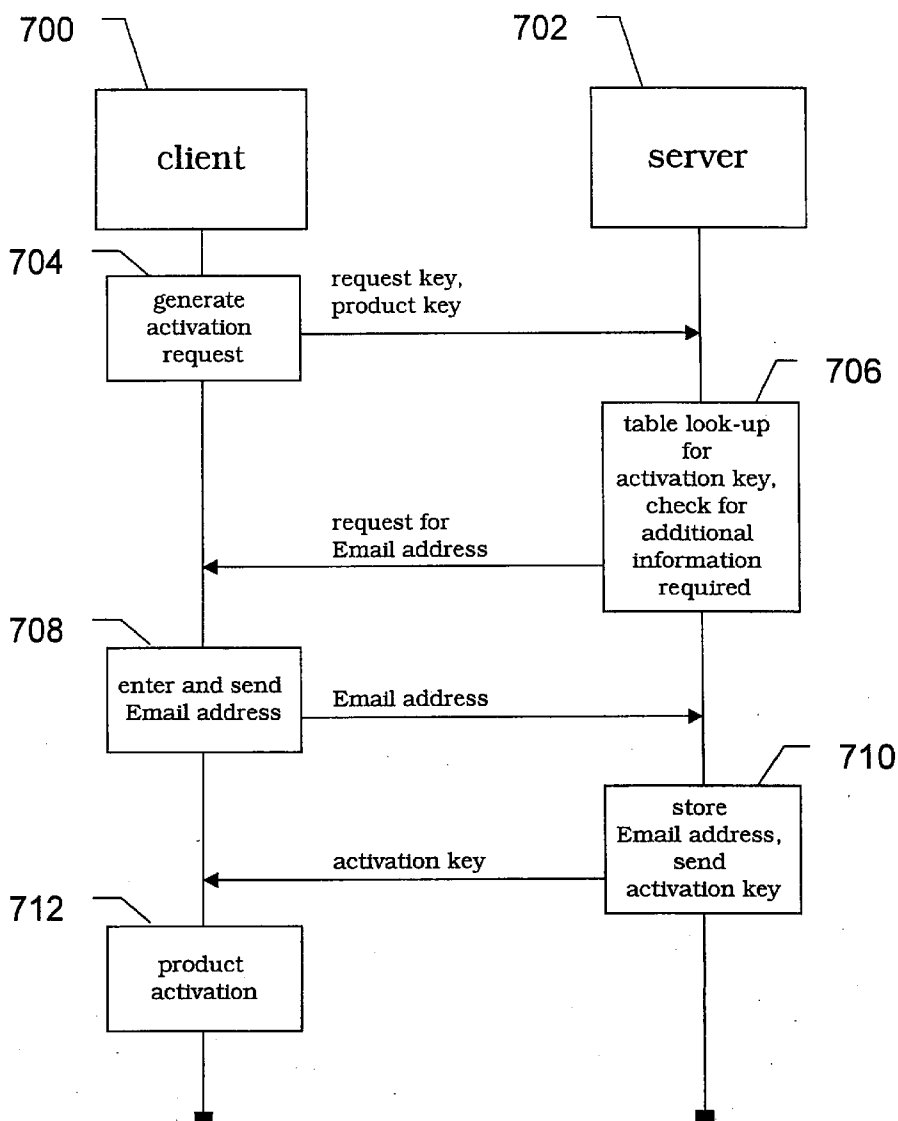 700
702
client
server
704
generate
activation
request
request key,
product key
706
table look-up
for
activation key,
check for
additional
information
required
request for
Email address
708
enter and send
Email address
Email address
710
store
Email address,
send
activation key
activation key
712
product
activation